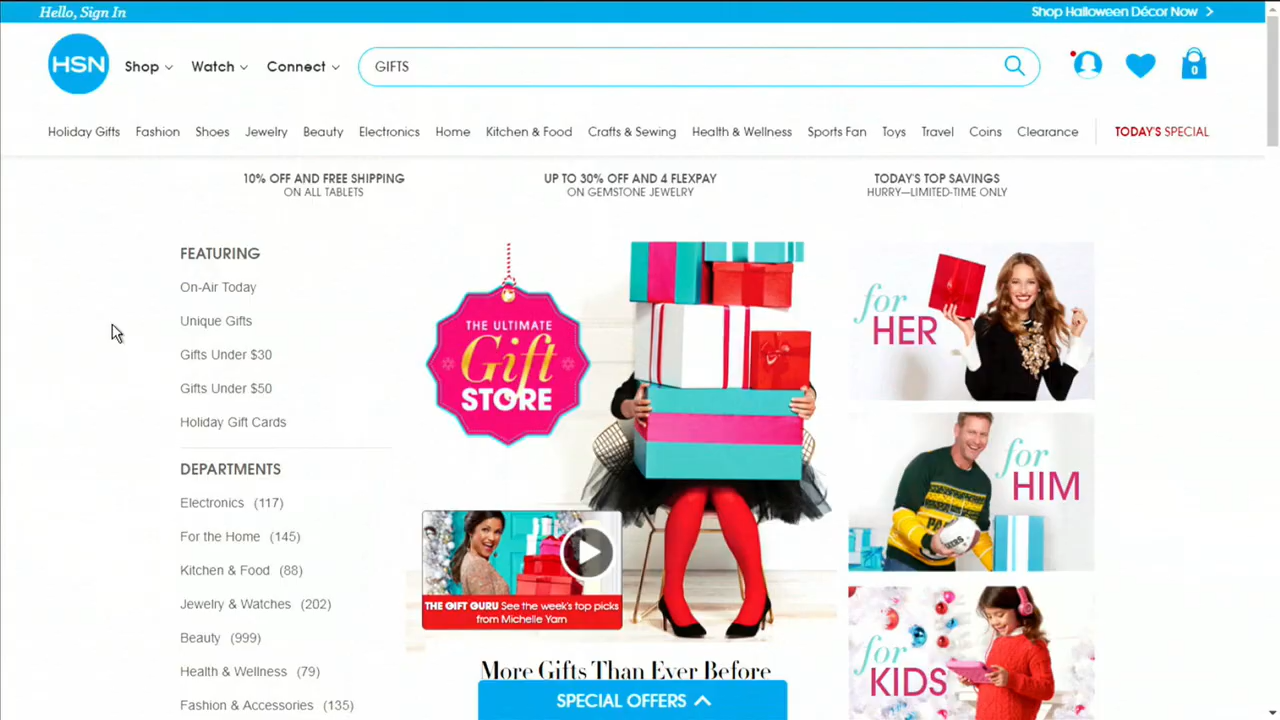 Hello, Sign In
Shop Halloween Décor Now
HSN
Shop
Watch
Connect
GIFTS
0
Holiday Gifts
Fashion
Shoes
Jewelry
Beauty
Electronics
Home
Kitchen & Food
Crafts & Sewing
Health & Wellness
Sports Fan
Toys
Travel
Coins
Clearance
TODAY'S SPECIAL
10% OFF AND FREE SHIPPING
ON ALL TABLETS
UP TO 30% OFF AND 4 FLEXPAY
ON GEMSTONE JEWELRY
TODAY'S TOP SAVINGS
HURRY—LIMITED-TIME ONLY
FEATURING
On-Air Today
Unique Gifts
Gifts Under $30
Gifts Under $50
Holiday Gift Cards
DEPARTMENTS
Electronics (117)
For the Home (145)
Kitchen & Food (88)
Jewelry & Watches (202)
Beauty (999)
Health & Wellness (79)
Fashion & Accessories (135)
THE ULTIMATE
Gift
STORE
THE GIFT GURU See the week's top picks
from Michelle Yarn
More Gifts Than Ever Before
SPECIAL OFFERS
for
HER
for
HIM
for
KIDS